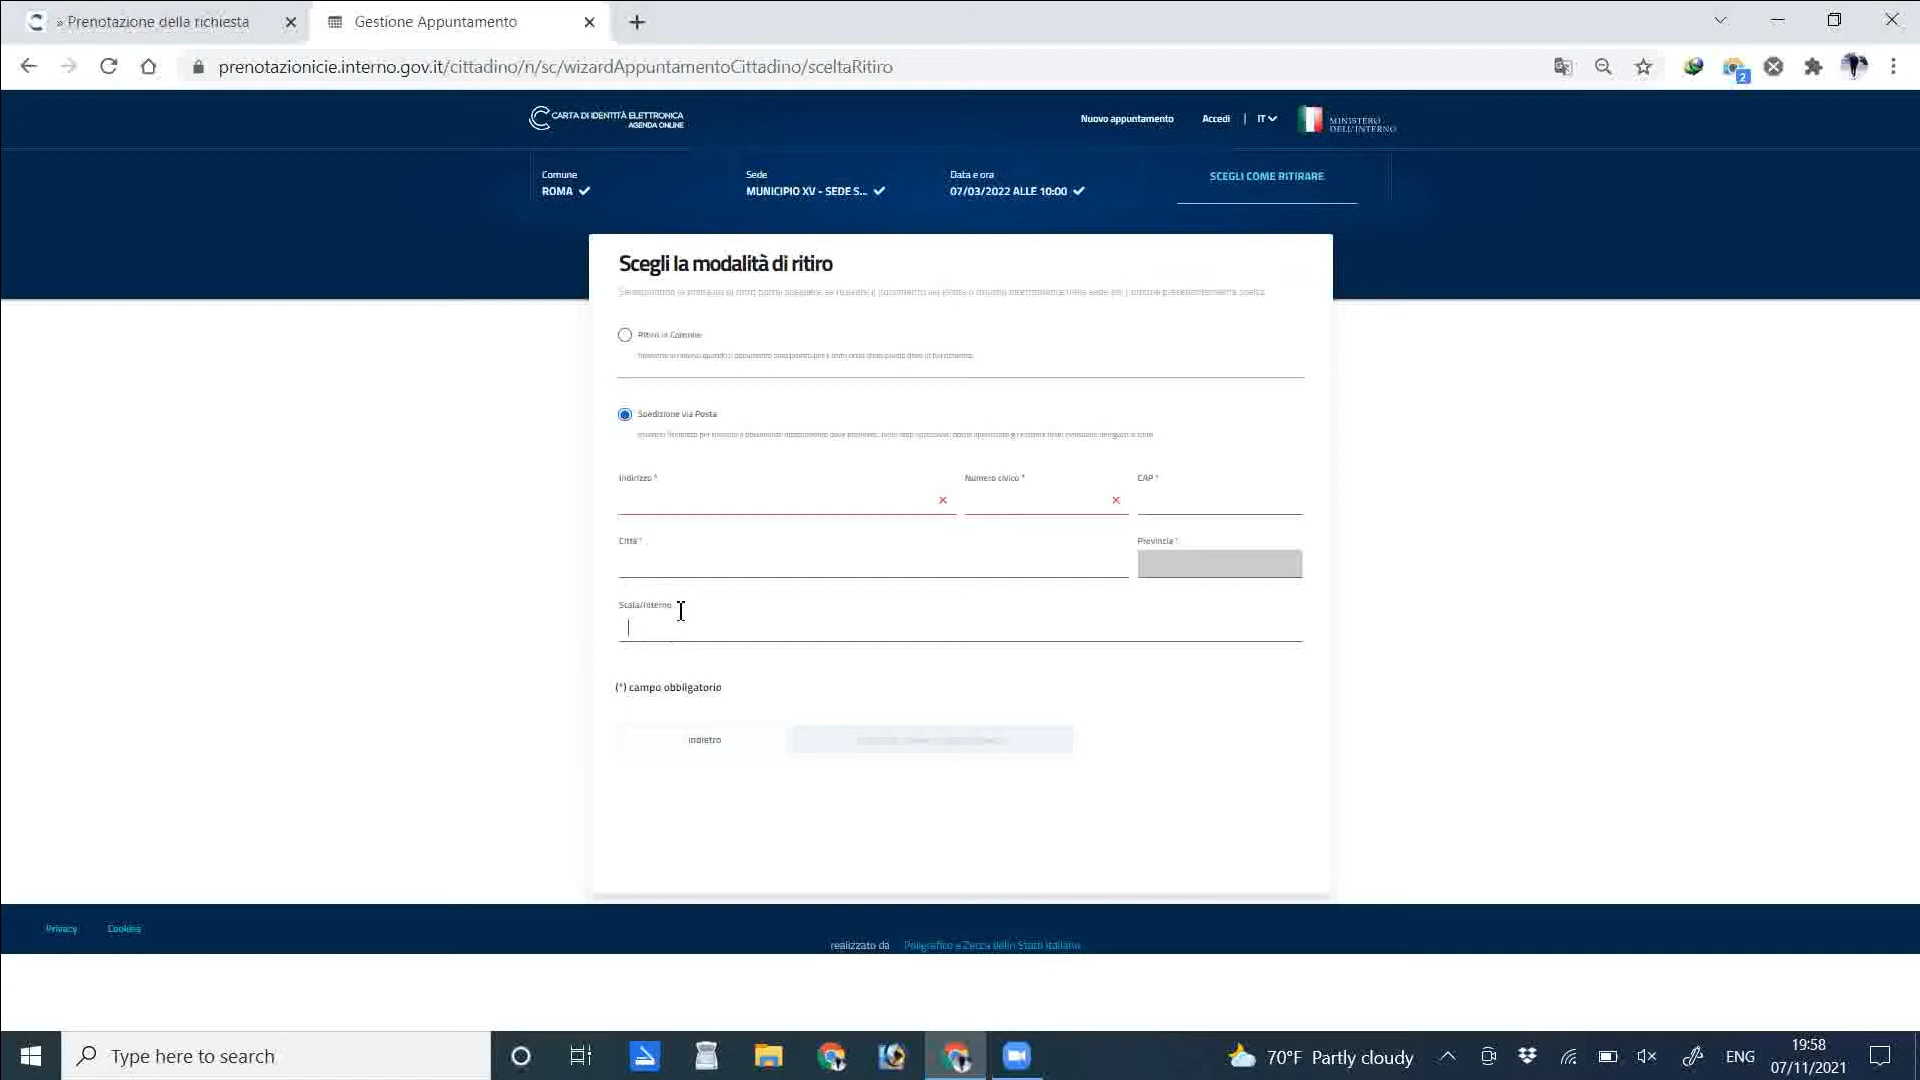 » Prenotazione della richiesta
Gestione Appuntamento
prenotazionicie.interno.gov.it/cittadino/n/sc/wizardAppuntamentoCittadino/sceltaRitiro
2
CARTA DI IDENTITÀ ELETTRONICA
AGENDA ONLINE
Nuovo appuntamento
Accedi
IT
MINISTERO
DELL'INTERNO
Comune
ROMA
Sede
MUNICIPIO XV - SEDE S...
Data e ora
07/03/2022 ALLE 10:00
SCEGLI COME RITIRARE
Scegli la modalità di ritiro
Ritiro in Comune
Spedizione via Posta
Indirizzo *
Numero civico *
CAP *
Città *
Provincia *
Scala/Interno
(*) campo obbligatorio
Indietro
Privacy
Cookies
realizzato da Poligrafico e Zecca dello Stato Italiano
Type here to search
70°F Partly cloudy
ENG
19:58
07/11/2021